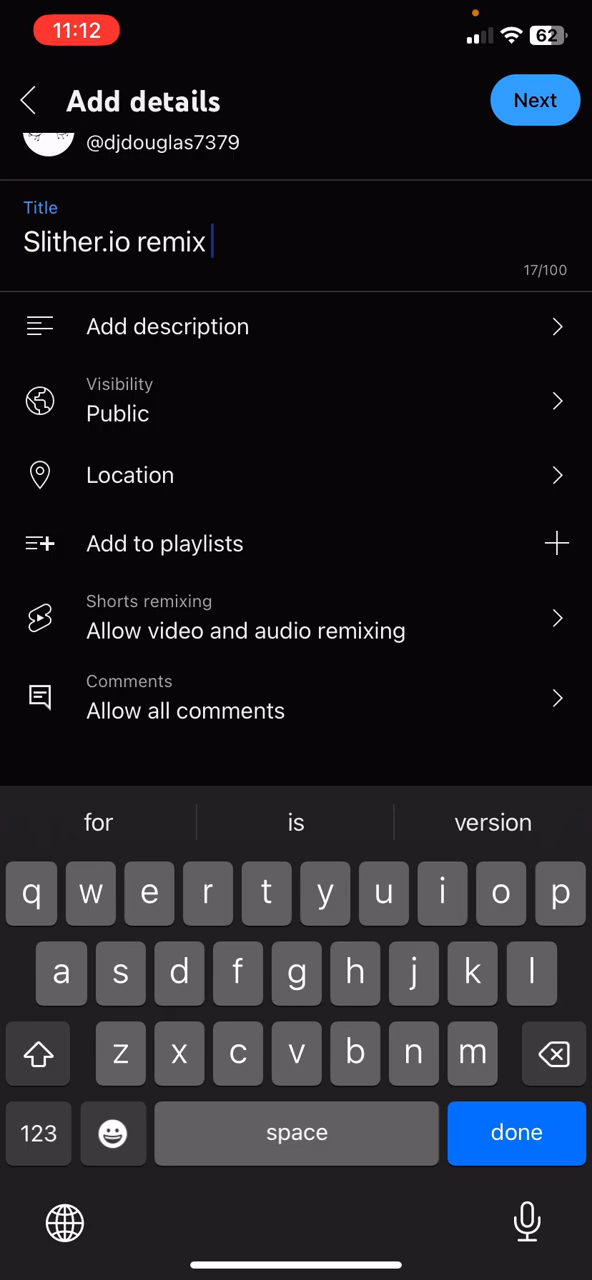 11:12
62
Add details
Next
@djdouglas7379
Title
Slither.io remix
17/100
Add description
Visibility
Public
Location
Add to playlists
Shorts remixing
Allow video and audio remixing
Comments
Allow all comments
for is version
q w e r t y u i o p
a s d f g h j k l
z x c v b n m
123 space done